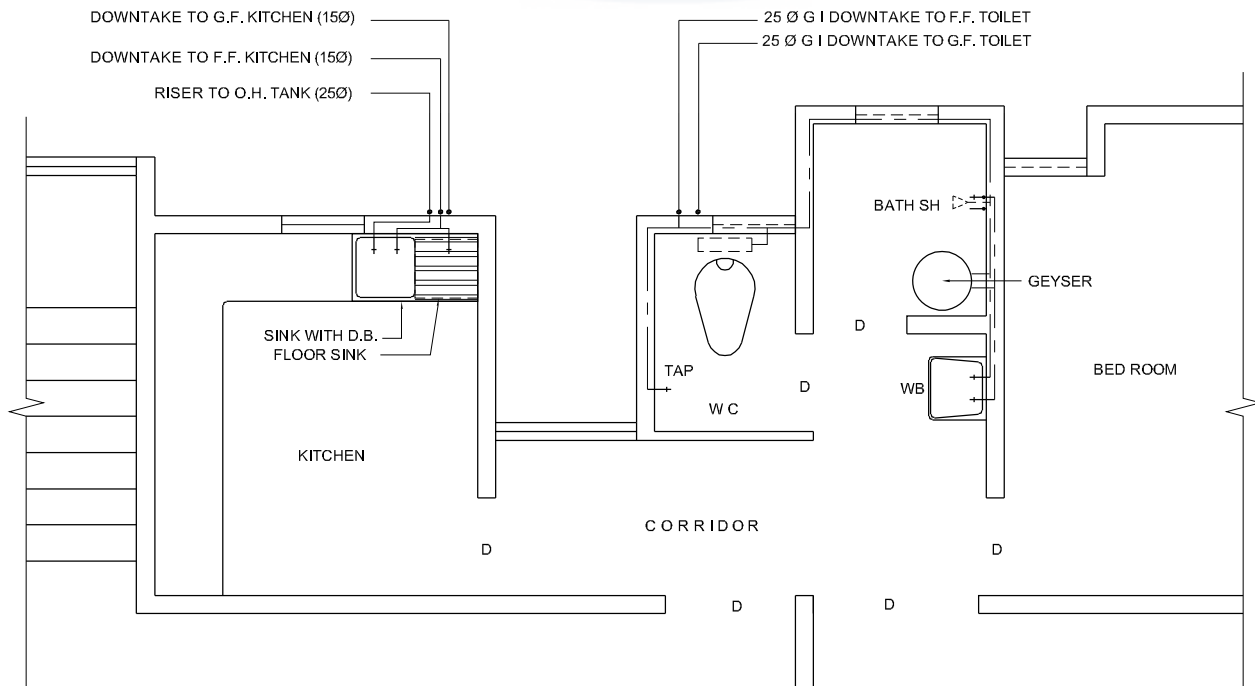 DOWNTAKE TO G.F. KITCHEN (15Ø)
25 Ø G I DOWNTAKE TO F.F. TOILET
25 Ø G I DOWNTAKE TO G.F. TOILET
DOWNTAKE TO F.F. KITCHEN (15Ø)
RISER TO O.H. TANK (25Ø)
BATH SH
GEYSER
D
SINK WITH D.B.
FLOOR SINK
TAP
D
WB
BED ROOM
W C
KITCHEN
CORRIDOR
D
D
D
D